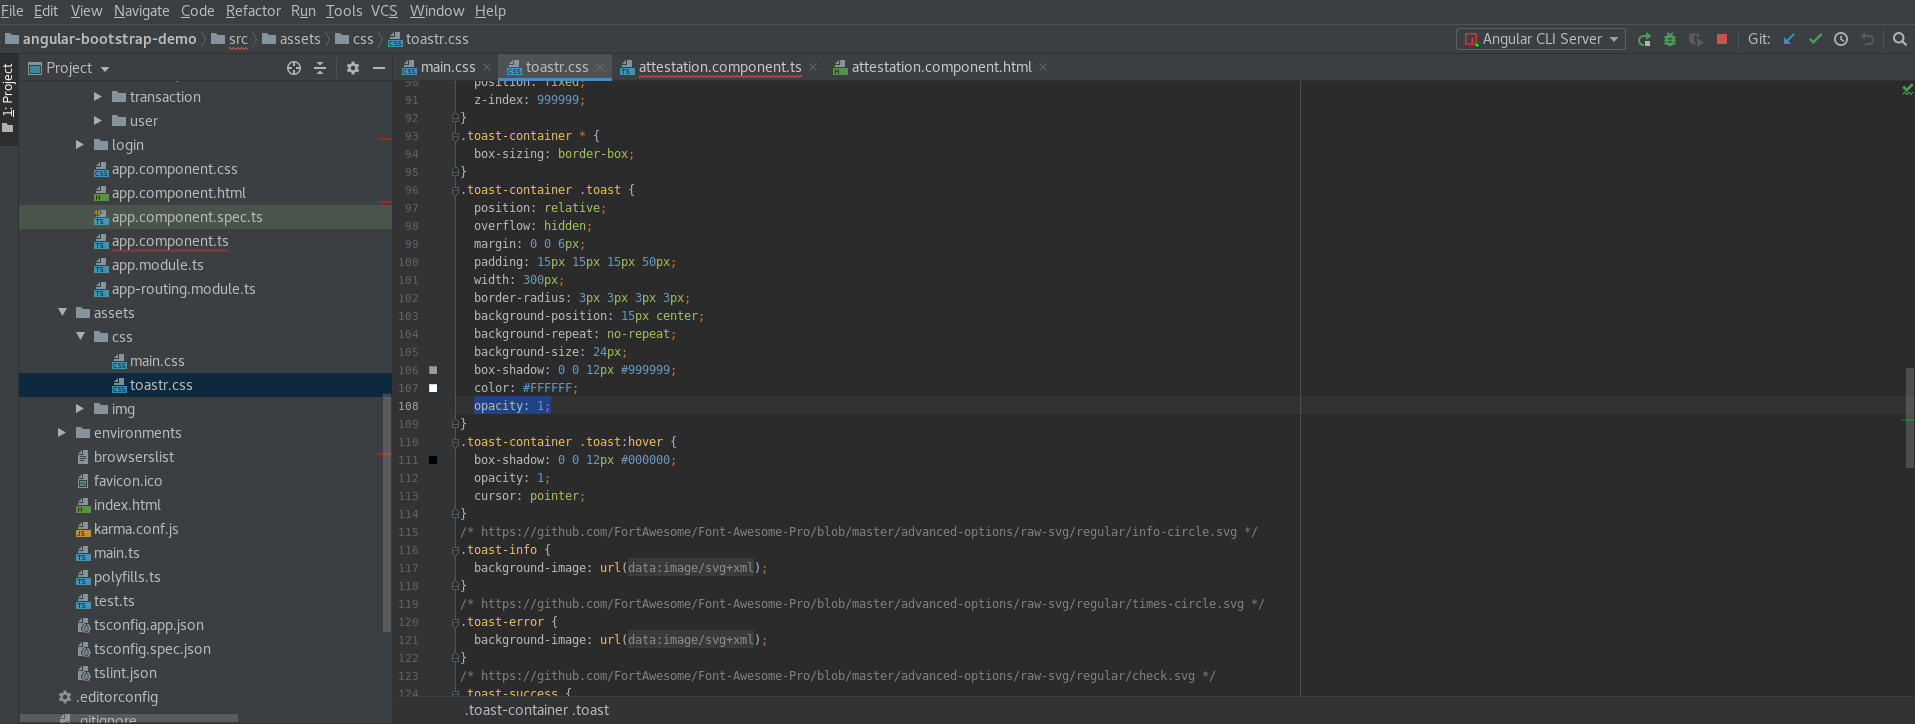 File Edit View Navigate Code Refactor Run Tools VCS Window Help
angular-bootstrap-demo src assets css toastr.css
Angular CLI Server Git:
1: Project
Project
transaction
user
login
app.component.css
app.component.html
app.component.spec.ts
app.component.ts
app.module.ts
app-routing.module.ts
assets
css
main.css
toastr.css
img
environments
browserslist
favicon.ico
index.html
karma.conf.js
main.ts
polyfills.ts
test.ts
tsconfig.app.json
tsconfig.spec.json
tslint.json
.editorconfig
.gitignore
main.css toastr.css attestation.component.ts attestation.component.html
90 position: fixed;
91 z-index: 999999;
92 }
93 .toast-container * {
94 box-sizing: border-box;
95 }
96 .toast-container .toast {
97 position: relative;
98 overflow: hidden;
99 margin: 0 0 6px;
100 padding: 15px 15px 15px 50px;
101 width: 300px;
102 border-radius: 3px 3px 3px 3px;
103 background-position: 15px center;
104 background-repeat: no-repeat;
105 background-size: 24px;
106 box-shadow: 0 0 12px #999999;
107 color: #FFFFFF;
108 opacity: 1;
109 }
110 .toast-container .toast:hover {
111 box-shadow: 0 0 12px #000000;
112 opacity: 1;
113 cursor: pointer;
114 }
115 /* https://github.com/FortAwesome/Font-Awesome-Pro/blob/master/advanced-options/raw-svg/regular/info-circle.svg */
116 .toast-info {
117 background-image: url(data:image/svg+xml);
118 }
119 /* https://github.com/FortAwesome/Font-Awesome-Pro/blob/master/advanced-options/raw-svg/regular/times-circle.svg */
120 .toast-error {
121 background-image: url(data:image/svg+xml);
122 }
123 /* https://github.com/FortAwesome/Font-Awesome-Pro/blob/master/advanced-options/raw-svg/regular/check.svg */
124 .toast-success {
.toast-container .toast